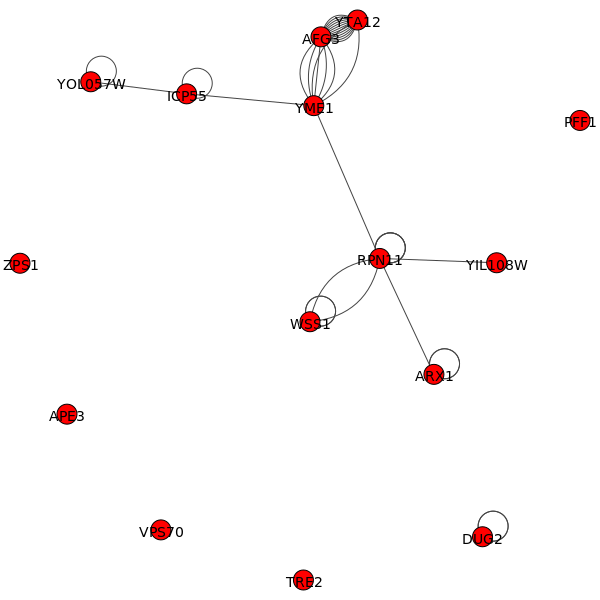 YTA12
AFG3
YOL057W
ICP55
YME1
PFF1
RPN11
ZPS1
YIL108W
WSS1
ARX1
APE3
VPS70
DUG2
TRE2